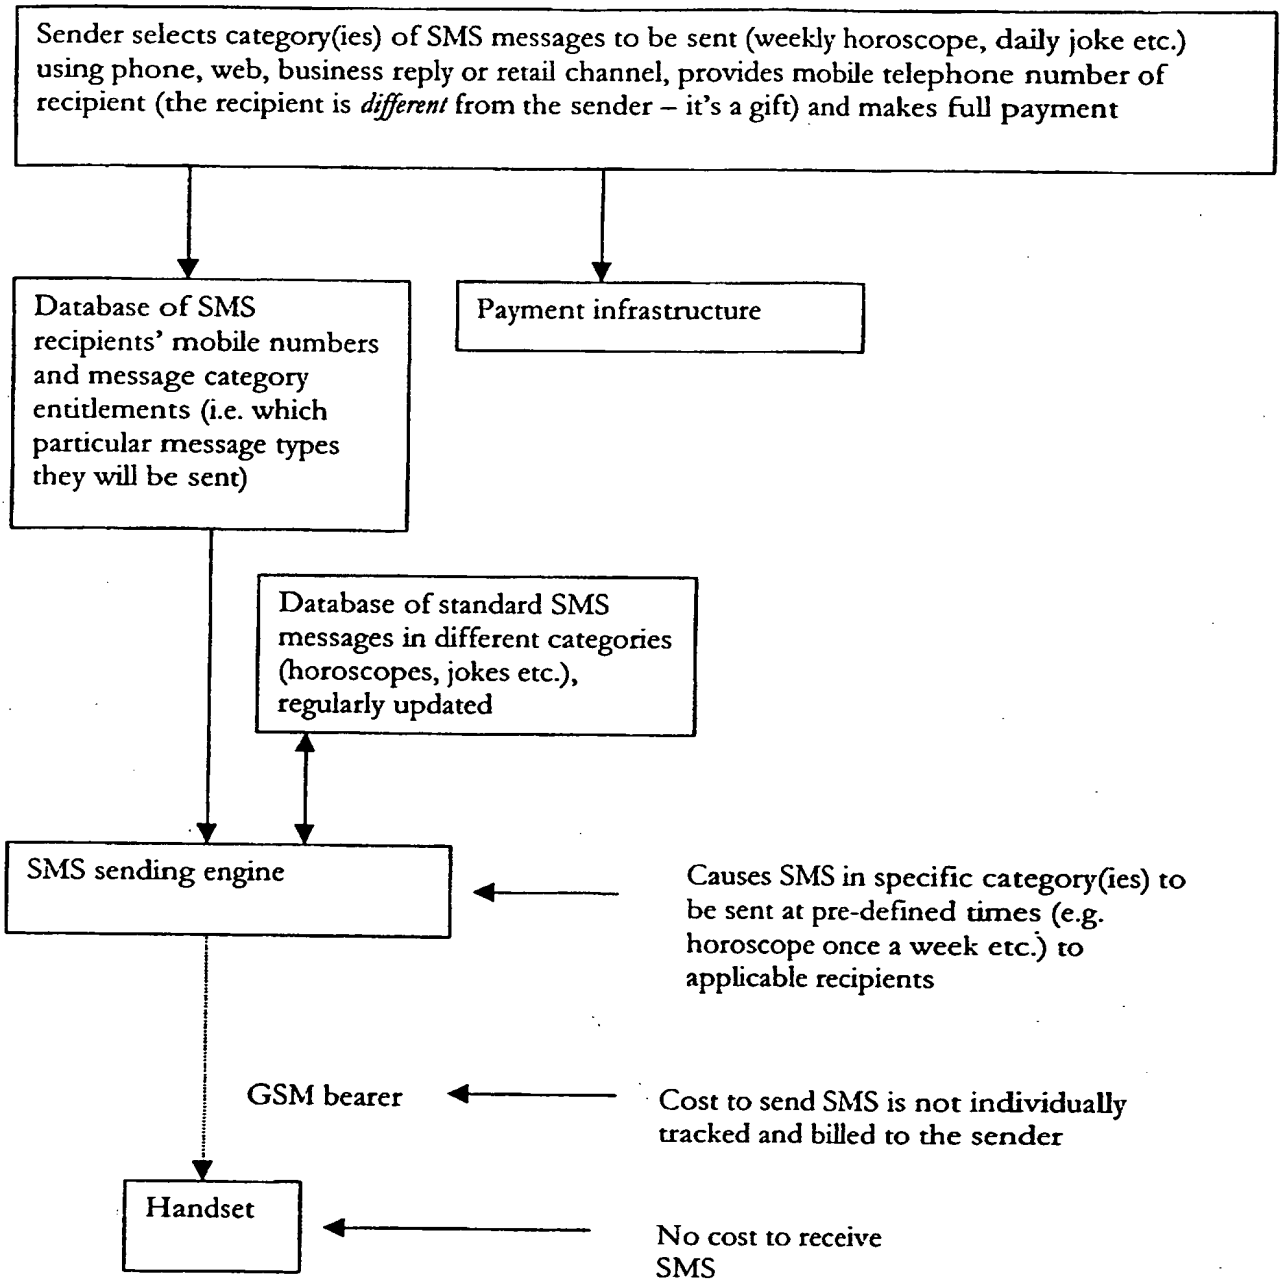 Sender selects category(ies) of SMS messages to be sent (weekly horoscope, daily joke etc.)
using phone, web, business reply or retail channel, provides mobile telephone number of
recipient (the recipient is different from the sender – it's a gift) and makes full payment
Database of SMS
recipients' mobile numbers
and message category
entitlements (i.e. which
particular message types
they will be sent)
Payment infrastructure
Database of standard SMS
messages in different categories
(horoscopes, jokes etc.),
regularly updated
SMS sending engine
Causes SMS in specific category(ies) to
be sent at pre-defined times (e.g.
horoscope once a week etc.) to
applicable recipients
GSM bearer
Cost to send SMS is not individually
tracked and billed to the sender
Handset
No cost to receive
SMS